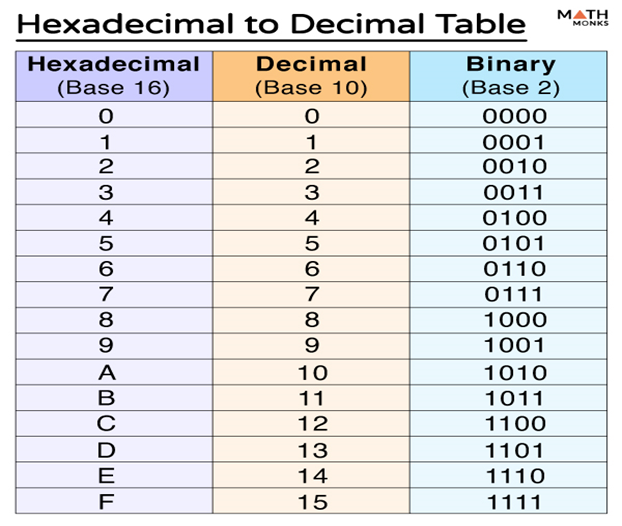 Hexadecimal to Decimal Table
MATH
MONKS
Hexadecimal Decimal Binary
(Base 16) (Base 10) (Base 2)
0 0 0000
1 1 0001
2 2 0010
3 3 0011
4 4 0100
5 5 0101
6 6 0110
7 7 0111
8 8 1000
9 9 1001
A 10 1010
B 11 1011
C 12 1100
D 13 1101
E 14 1110
F 15 1111